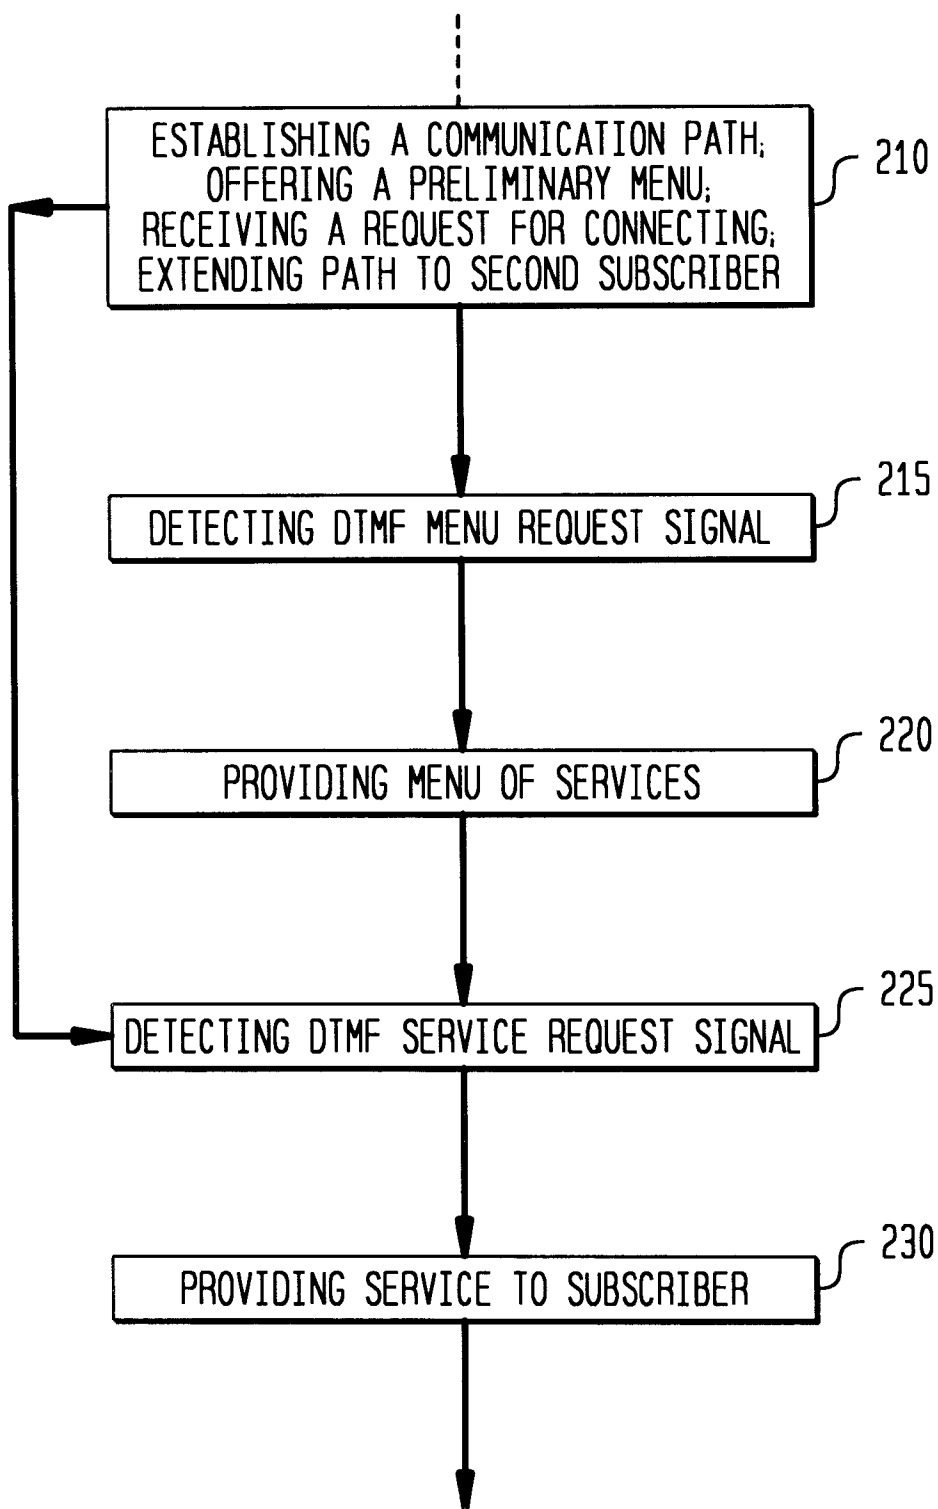 ESTABLISHING A COMMUNICATION PATH;
OFFERING A PRELIMINARY MENU;
RECEIVING A REQUEST FOR CONNECTING;
EXTENDING PATH TO SECOND SUBSCRIBER
210
DETECTING DTMF MENU REQUEST SIGNAL
215
PROVIDING MENU OF SERVICES
220
DETECTING DTMF SERVICE REQUEST SIGNAL
225
PROVIDING SERVICE TO SUBSCRIBER
230